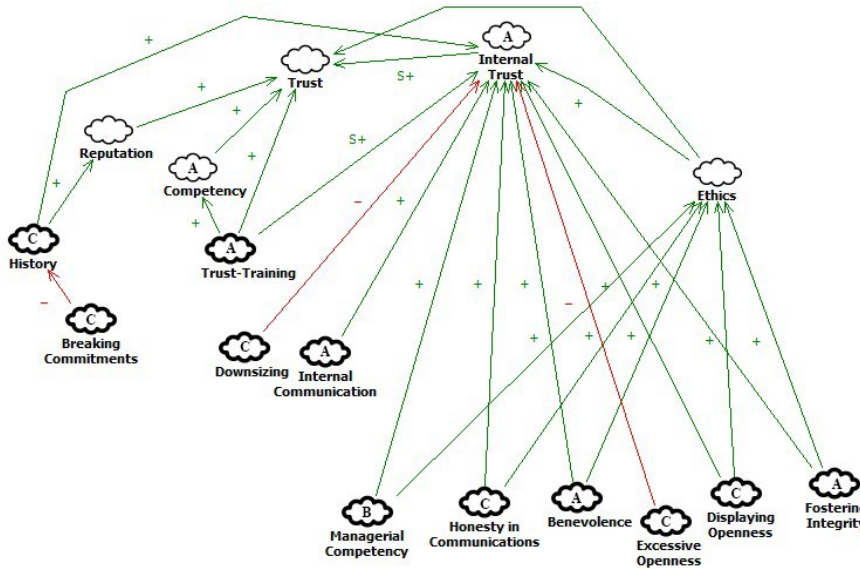 +
A
Internal
Trust
Trust
S+
+
+
+
S+
Reputation
A
Competency
+
Ethics
+
+
-
+
C
History
A
Trust-Training
-
C
Breaking
Commitments
C
Downsizing
A
Internal
Communication
+
+
+
-
+
+
+
+
+
+
+
+
B
Managerial
Competency
C
Honesty in
Communications
A
Benevolence
C
Excessive
Openness
C
Displaying
Openness
A
Fostering
Integrity